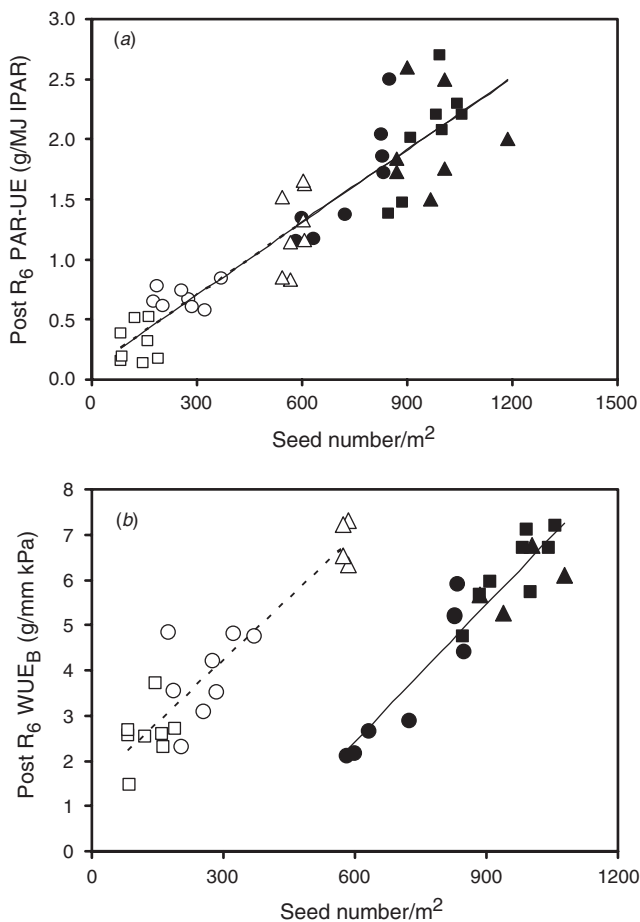 (a)
Post R6 PAR-UE (g/MJ IPAR)
3.0
2.5
2.0
1.5
1.0
0.5
0.0
0 300 600 900 1200 1500
Seed number/m2
(b)
Post R6 WUEB (g/mm kPa)
8
7
6
5
4
3
2
1
0
0 300 600 900 1200
Seed number/m2